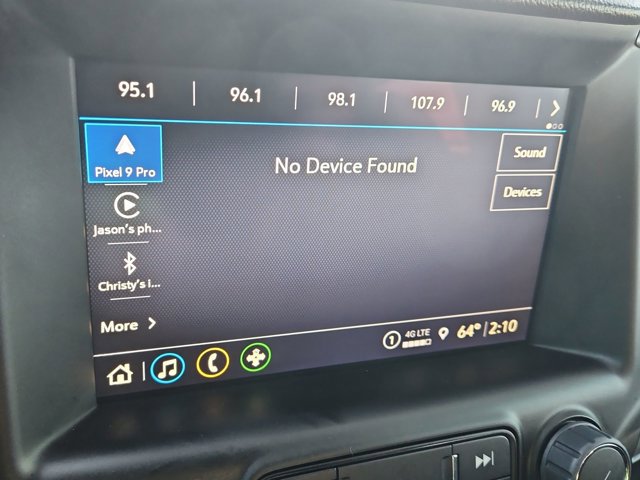 95.1 96.1 98.1 107.9 96.9
Pixel 9 Pro
No Device Found
Sound
Devices
Jason's ph...
Christy's i...
More
1 4G LTE 64° 2:10